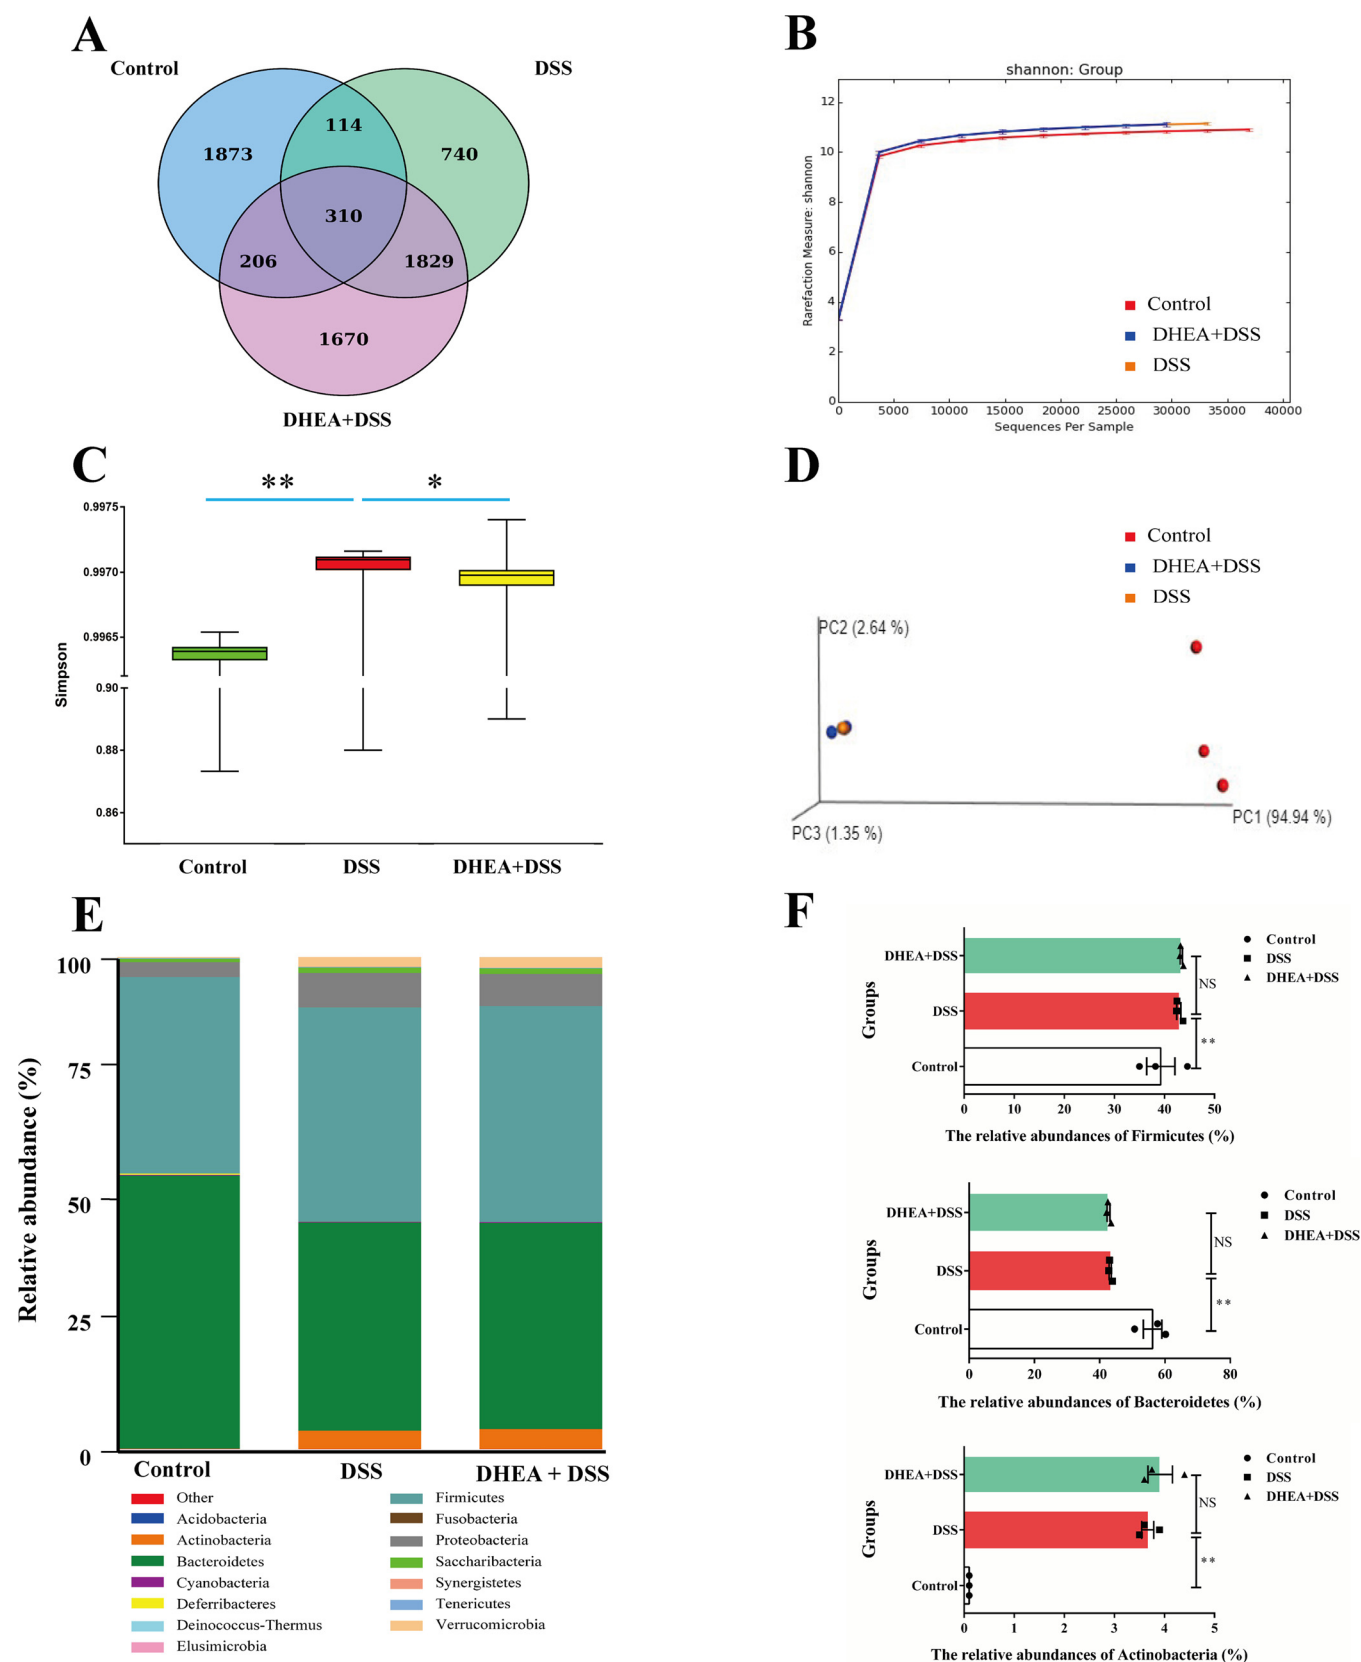 A
Control
DSS
114
1873
740
310
206
1829
1670
DHEA+DSS
B
shannon: Group
12
10
8
6
4
2
0
Rarefaction Measure: shannon
Control
DHEA+DSS
DSS
0 5000 10000 15000 20000 25000 30000 35000 40000
Sequences Per Sample
C
** *
0.9975
0.9970
0.9965
0.90
0.88
0.86
Simpson
Control DSS DHEA+DSS
D
Control
DHEA+DSS
DSS
PC2 (2.64 %)
PC1 (94.94 %)
PC3 (1.35 %)
E
100
75
50
25
0
Relative abundance (%)
Control DSS DHEA + DSS
Other
Acidobacteria
Actinobacteria
Bacteroidetes
Cyanobacteria
Deferribacteres
Deinococcus-Thermus
Elusimicrobia
Firmicutes
Fusobacteria
Proteobacteria
Saccharibacteria
Synergistetes
Tenericutes
Verrucomicrobia
F
Groups
DHEA+DSS
DSS
Control
NS
**
Control
DSS
DHEA+DSS
0 10 20 30 40 50
The relative abundances of Firmicutes (%)
Groups
DHEA+DSS
DSS
Control
NS
**
Control
DSS
DHEA+DSS
0 20 40 60 80
The relative abundances of Bacteroidetes (%)
Groups
DHEA+DSS
DSS
Control
NS
**
Control
DSS
DHEA+DSS
0 1 2 3 4 5
The relative abundances of Actinobacteria (%)